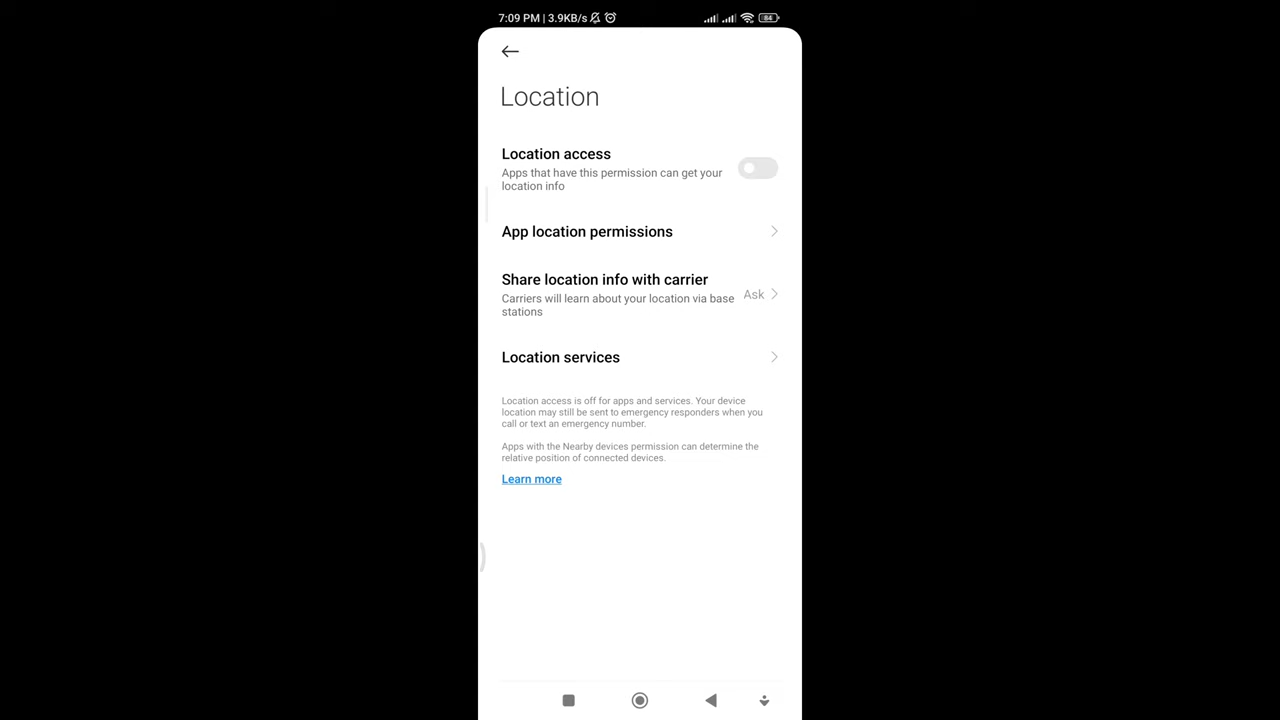 7:09 PM | 3.9KB/s 84
Location
Location access
Apps that have this permission can get your
location info
App location permissions
Share location info with carrier
Carriers will learn about your location via base
stations
Ask
Location services
Location access is off for apps and services. Your device
location may still be sent to emergency responders when you
call or text an emergency number.
Apps with the Nearby devices permission can determine the
relative position of connected devices.
Learn more